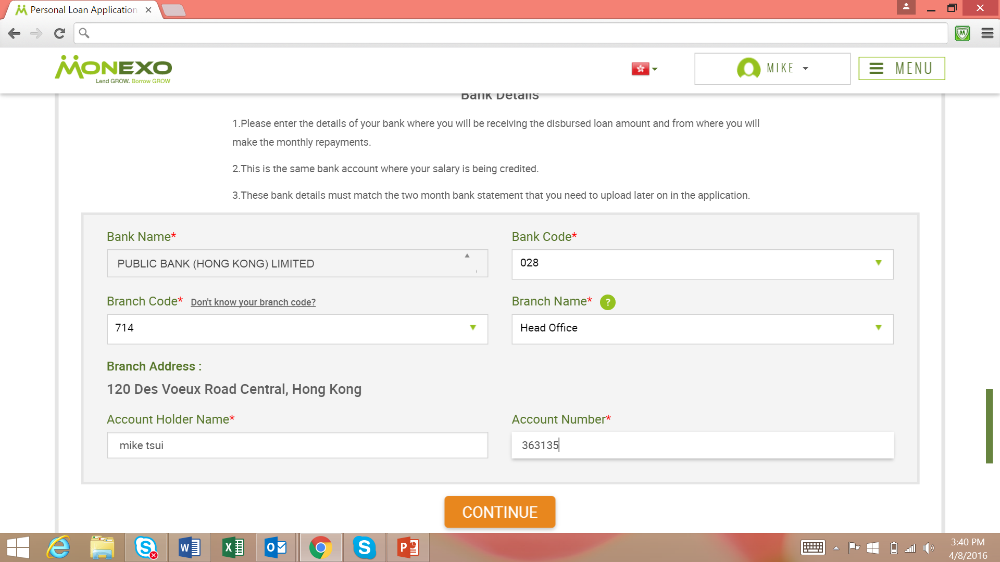 Personal Loan Application
MONEXO
Lend GROW. Borrow GROW
MIKE
MENU
Bank Details
1.Please enter the details of your bank where you will be receiving the disbursed loan amount and from where you will
make the monthly repayments.
2.This is the same bank account where your salary is being credited.
3.These bank details must match the two month bank statement that you need to upload later on in the application.
Bank Name*
Bank Code*
PUBLIC BANK (HONG KONG) LIMITED
028
Branch Code* Don't know your branch code?
Branch Name* ?
714
Head Office
Branch Address :
120 Des Voeux Road Central, Hong Kong
Account Holder Name*
Account Number*
mike tsui
363135
CONTINUE
3:40 PM
4/8/2016